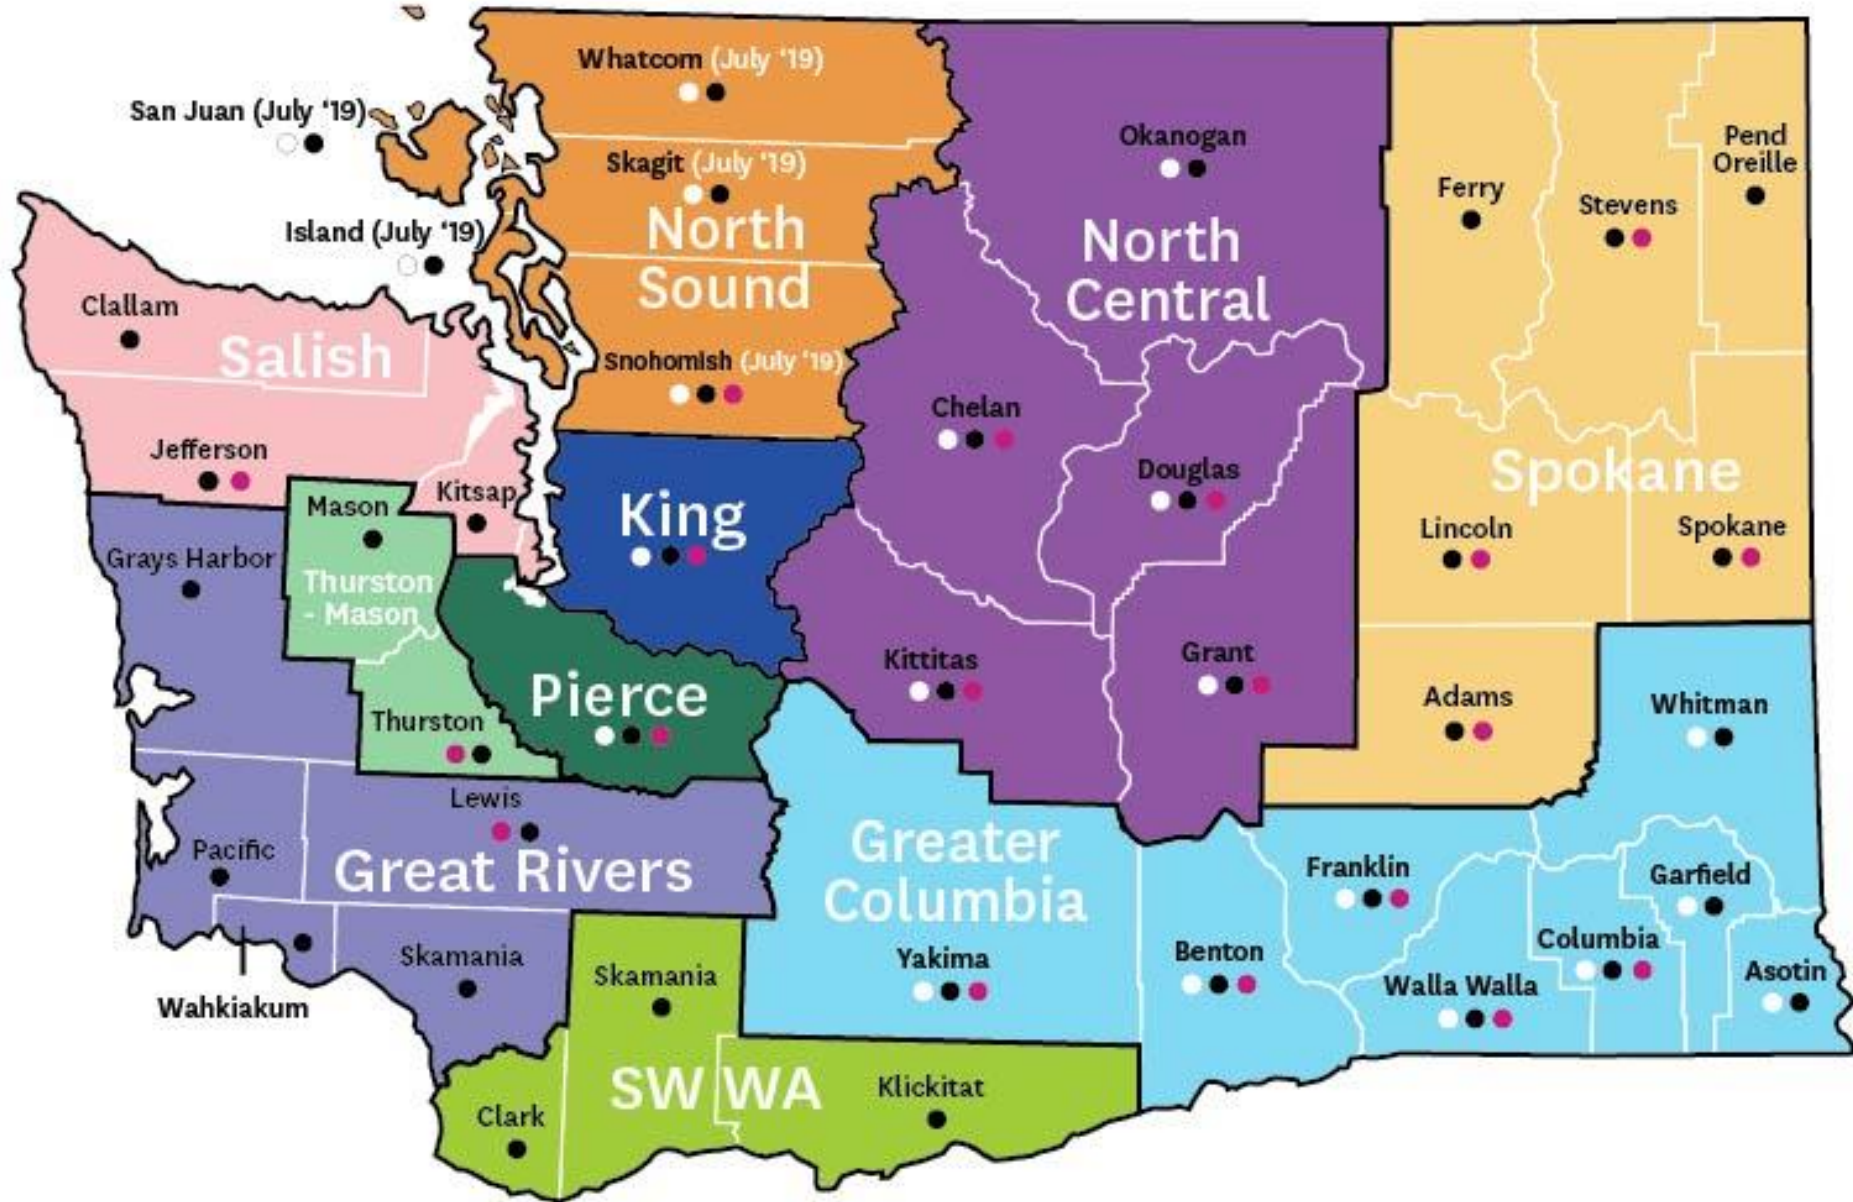 Whatcom (July '19)
San Juan (July '19)
Skagit (July '19)
North
Sound
Island (July '19)
Snohomish (July '19)
Okanogan
North
Central
Chelan
Douglas
Kittitas
Grant
Ferry
Stevens
Pend
Oreille
Spokane
Lincoln
Spokane
Adams
Clallam
Salish
Jefferson
Kitsap
Mason
Thurston
- Mason
Thurston
King
Pierce
Grays Harbor
Lewis
Pacific
Great Rivers
Wahkiakum
Skamania
Skamania
SW WA
Clark
Klickitat
Greater
Columbia
Yakima
Benton
Franklin
Walla Walla
Columbia
Garfield
Asotin
Whitman